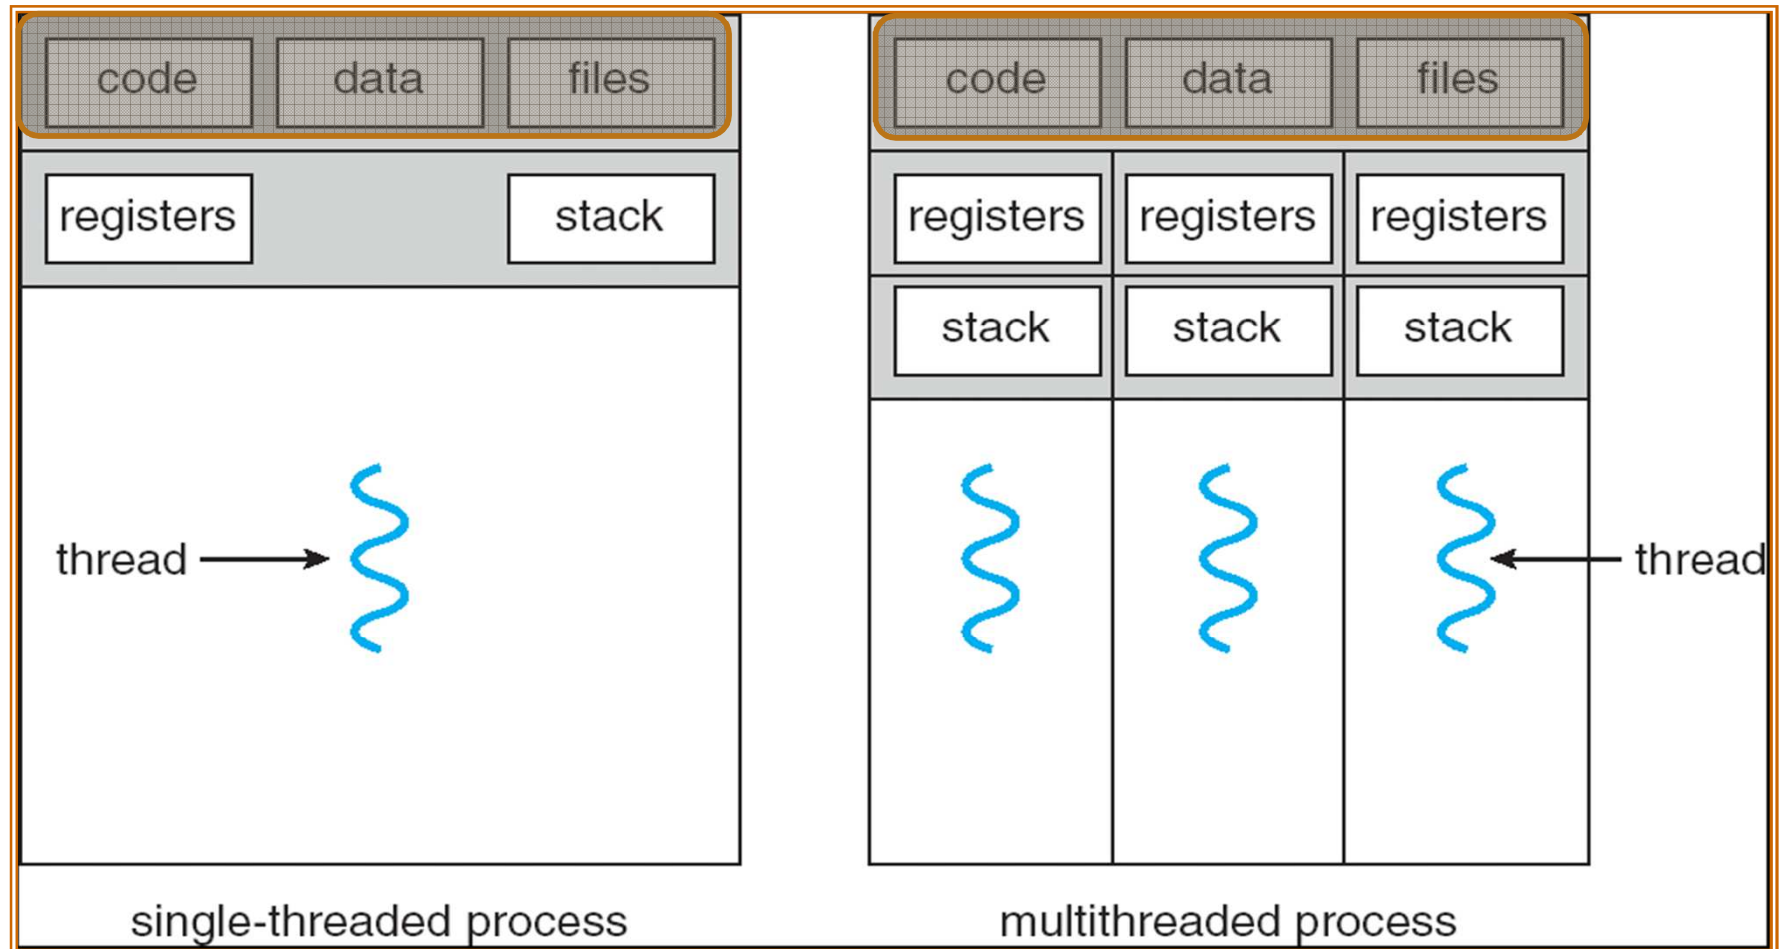 code data files
registers stack
thread
single-threaded process
code data files
registers registers registers
stack stack stack
thread
multithreaded process